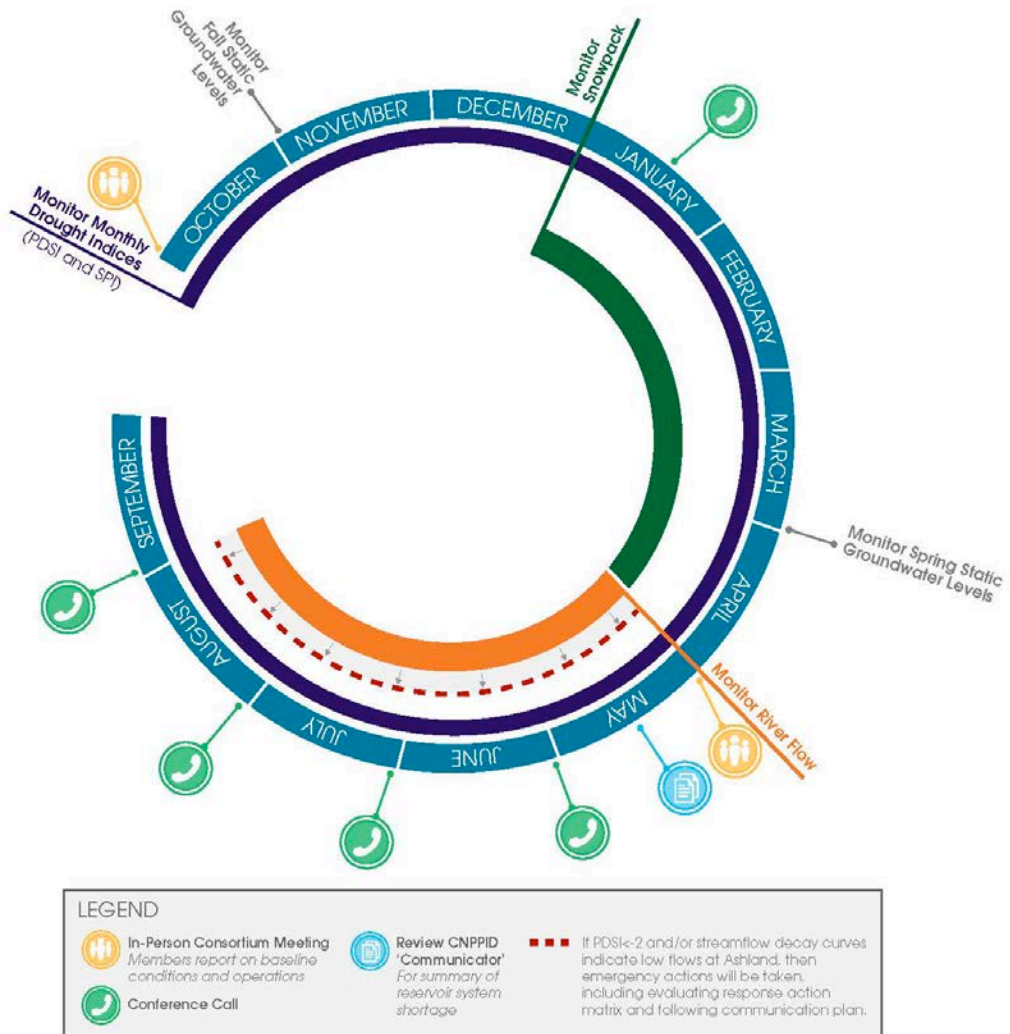 Monitor
Fall Static
Groundwater
Levels
Monitor
Snowpack
OCTOBER
NOVEMBER
DECEMBER
JANUARY
FEBRUARY
MARCH
APRIL
MAY
JUNE
JULY
AUGUST
SEPTEMBER
Monitor Monthly
Drought Indices
(PDSI and SPI)
Monitor Spring Static
Groundwater Levels
Monitor River Flow
LEGEND
In-Person Consortium Meeting
Members report on baseline
conditions and operations
Conference Call
Review CNPPID
'Communicator'
For summary of
reservoir system
shortage
If PDSI<-2 and/or streamflow decay curves
indicate low flows at Ashland, then
emergency actions will be taken,
including evaluating response action
matrix and following communication plan.